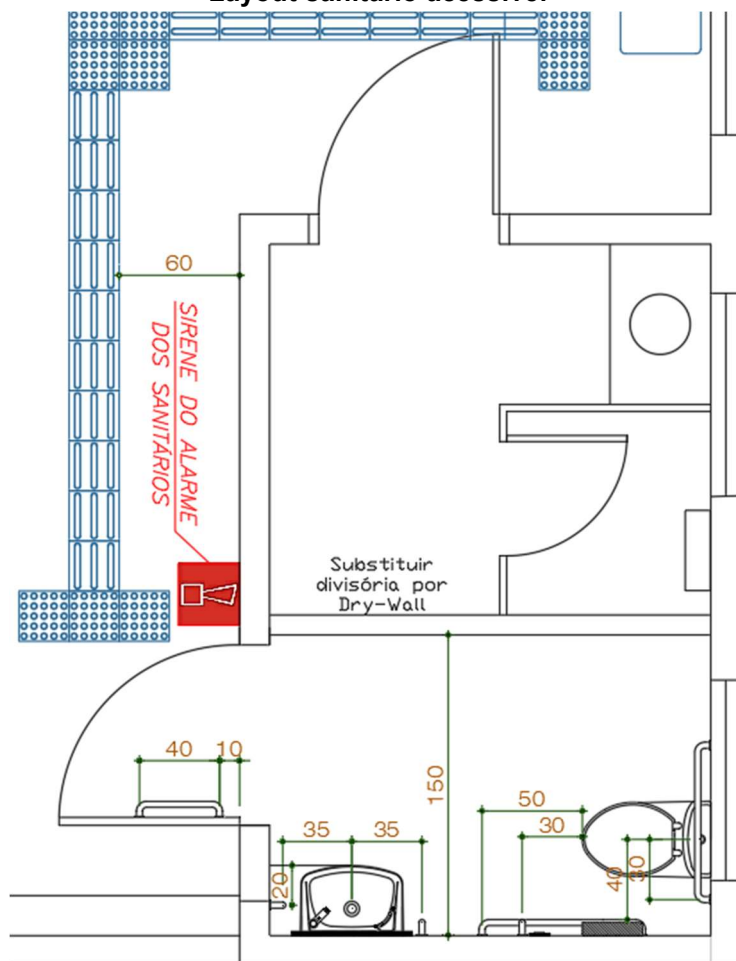 Layout sanitário acessível
60
SIRENE DO ALARME
DOS SANITÁRIOS
Substituir
divisória por
Dry-Wall
40
10
150
50
35
35
30
20
40
30